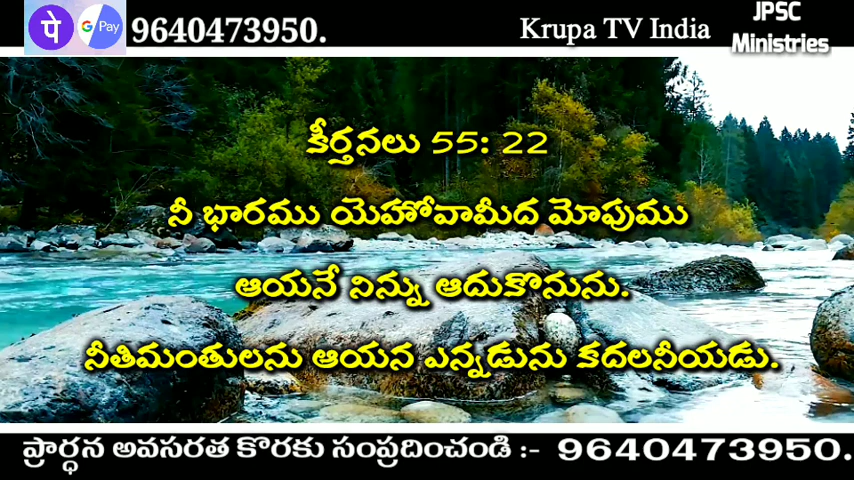 पे G Pay 9640473950.
Krupa TV India
JPSC
Ministries
కీర్తనలు 55: 22
నీ భారము యెహోవామీద మోపుము
ఆయనే నిన్ను ఆదుకొనును.
నీతిమంతులను ఆయన ఎన్నడును కదలనీయడు.
ప్రార్ధన అవసరత కొరకు సంప్రదించండి :- 9640473950.